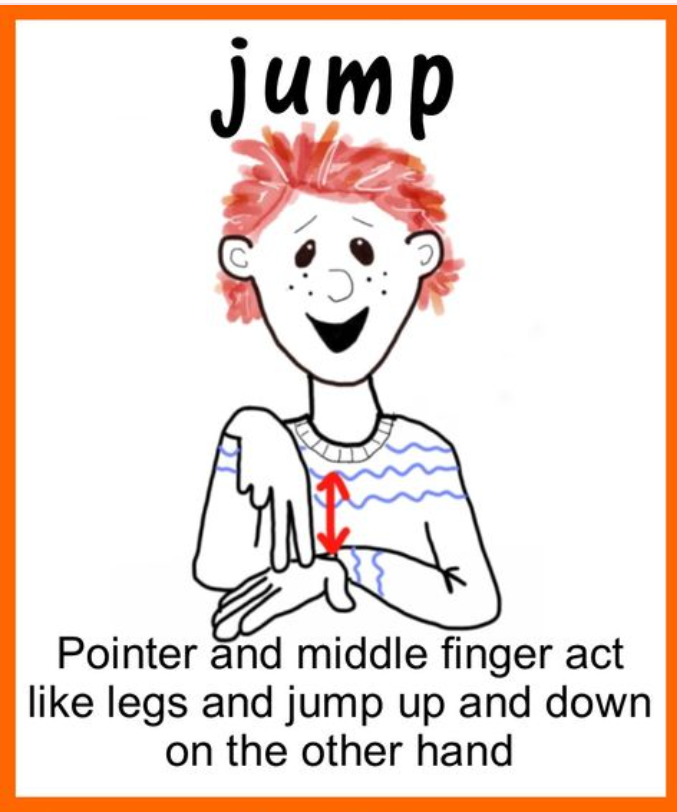 jump
Pointer and middle finger act
like legs and jump up and down
on the other hand